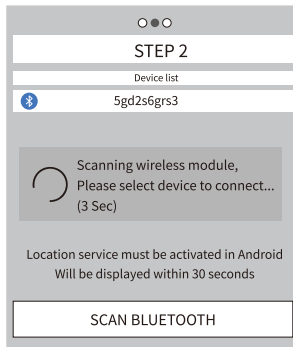 STEP 2
Device list
5gd2s6grs3
Scanning wireless module,
Please select device to connect...
(3 Sec)
Location service must be activated in Android
Will be displayed within 30 seconds
SCAN BLUETOOTH